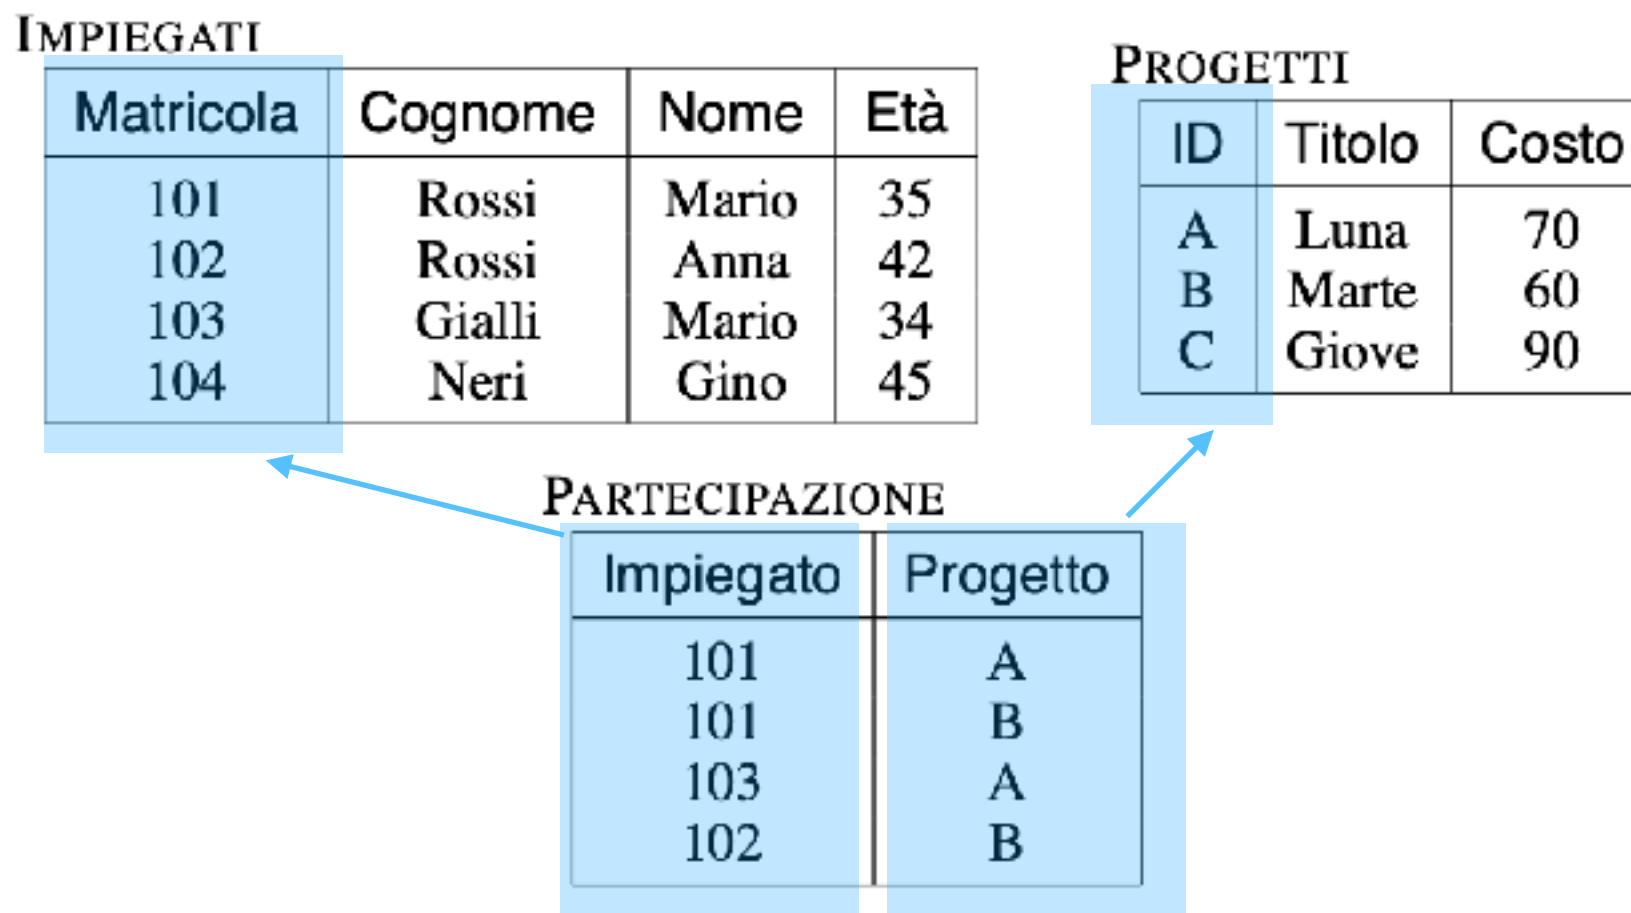 IMPIEGATI
Matricola Cognome Nome Età
101 Rossi Mario 35
102 Rossi Anna 42
103 Gialli Mario 34
104 Neri Gino 45
PROGETTI
ID Titolo Costo
A Luna 70
B Marte 60
C Giove 90
PARTECIPAZIONE
Impiegato Progetto
101 A
101 B
103 A
102 B